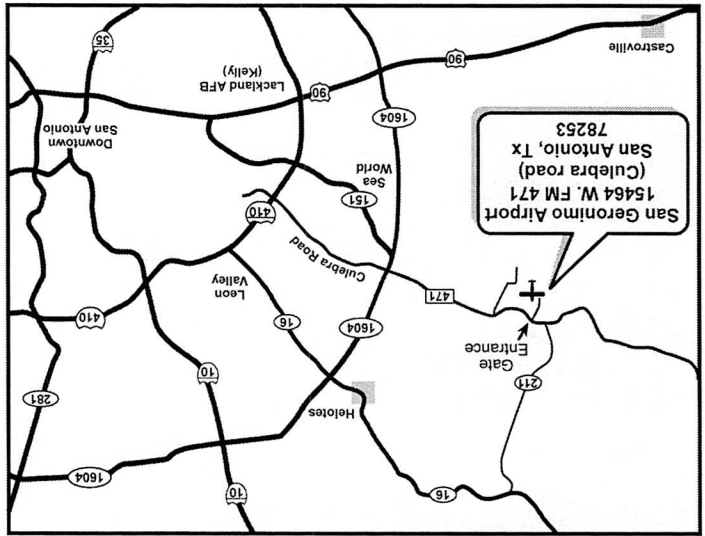 16
10
1604
Helotes
281
211
10
Gate
Entrance
1604
16
410
471
Leon
Valley
Culebra Road
San Geronimo Airport
15464 W. FM 471
(Culebra road)
San Antonio, Tx
78253
410
151
Sea
World
Downtown
San Antonio
1604
90
Lackland AFB
(Kelly)
90
Castroville
35